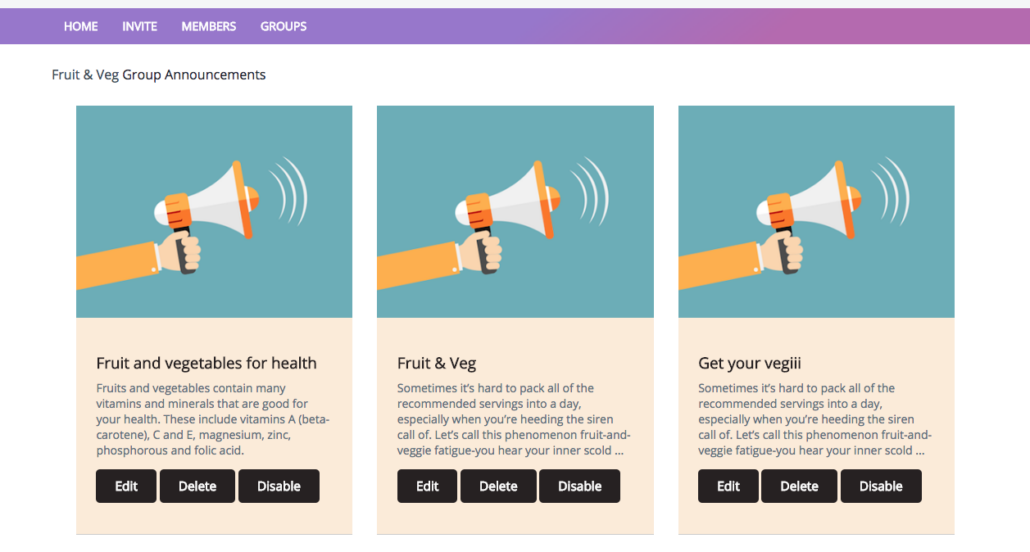 HOME INVITE MEMBERS GROUPS
Fruit & Veg Group Announcements
Fruit and vegetables for health
Fruits and vegetables contain many
vitamins and minerals that are good for
your health. These include vitamins A (beta-
carotene), C and E, magnesium, zinc,
phosphorous and folic acid.
Edit Delete Disable
Fruit & Veg
Sometimes it's hard to pack all of the
recommended servings into a day,
especially when you're heeding the siren
call of. Let's call this phenomenon fruit-and-
veggie fatigue-you hear your inner scold ...
Edit Delete Disable
Get your vegiii
Sometimes it's hard to pack all of the
recommended servings into a day,
especially when you're heeding the siren
call of. Let's call this phenomenon fruit-and-
veggie fatigue-you hear your inner scold ...
Edit Delete Disable